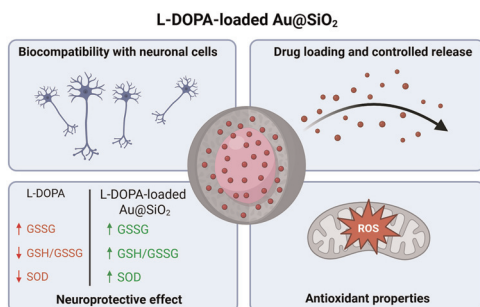 L-DOPA-loaded Au@SiO₂
Biocompatibility with neuronal cells
Drug loading and controlled release
L-DOPA
L-DOPA-loaded
Au@SiO₂
↑ GSSG
↑ GSSG
↓ GSH/GSSG
↑ GSH/GSSG
↓ SOD
↑ SOD
Neuroprotective effect
ROS
Antioxidant properties